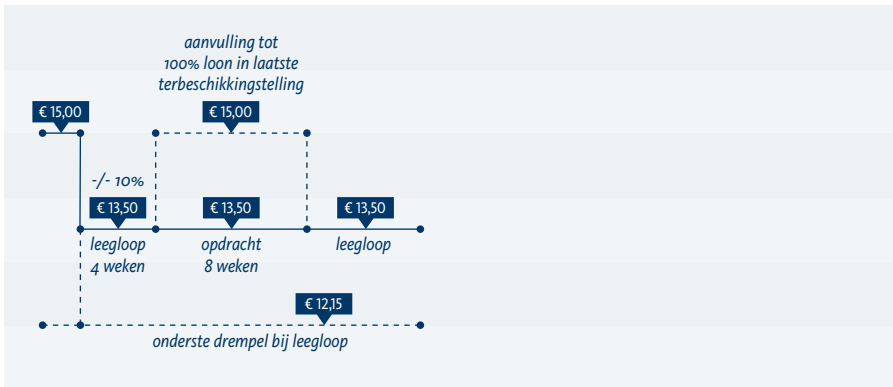 aanvulling tot
100% loon in laatste
terbeschikkingstelling
€ 15,00
€ 15,00
-/- 10%
€ 13,50
€ 13,50
€ 13,50
leegloop
4 weken
opdracht
8 weken
leegloop
€ 12,15
onderste drempel bij leegloop